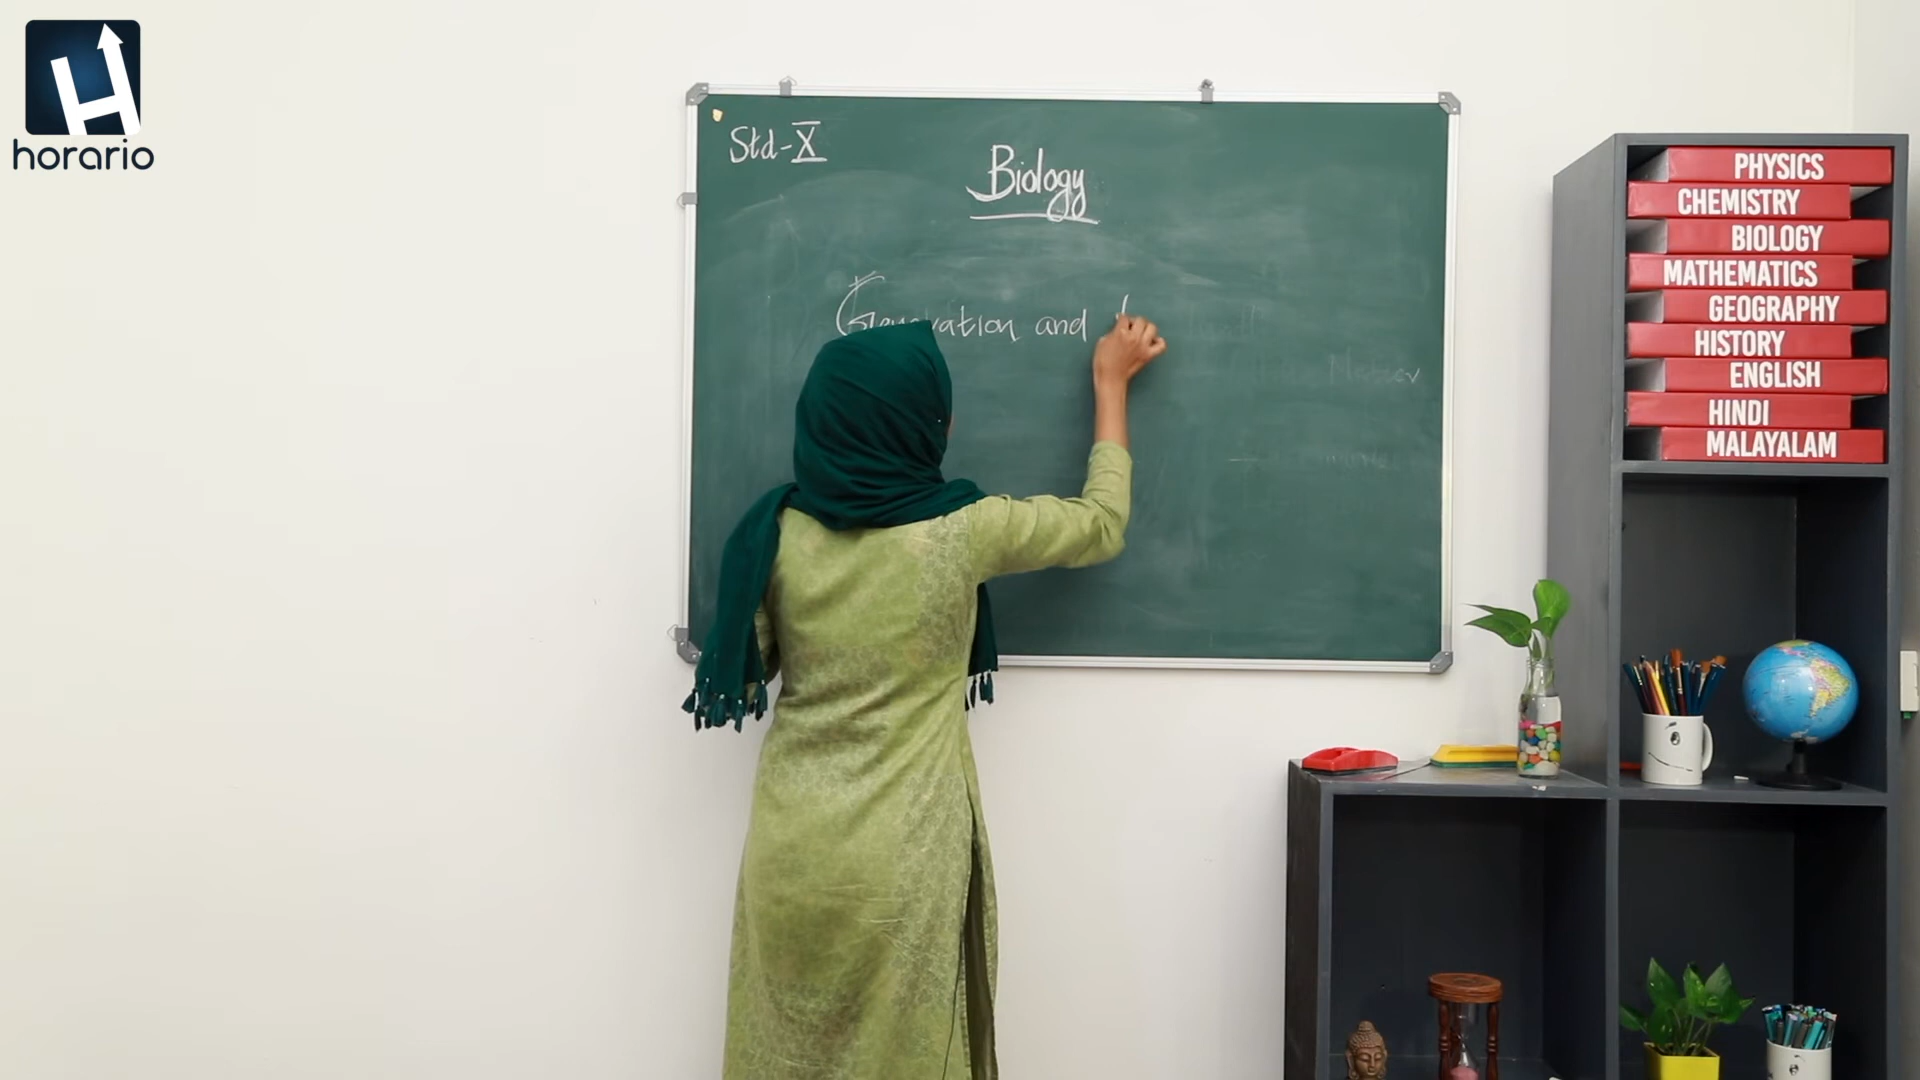 horario
Std-X
Biology
and
PHYSICS
CHEMISTRY
BIOLOGY
MATHEMATICS
GEOGRAPHY
HISTORY
ENGLISH
HINDI
MALAYALAM